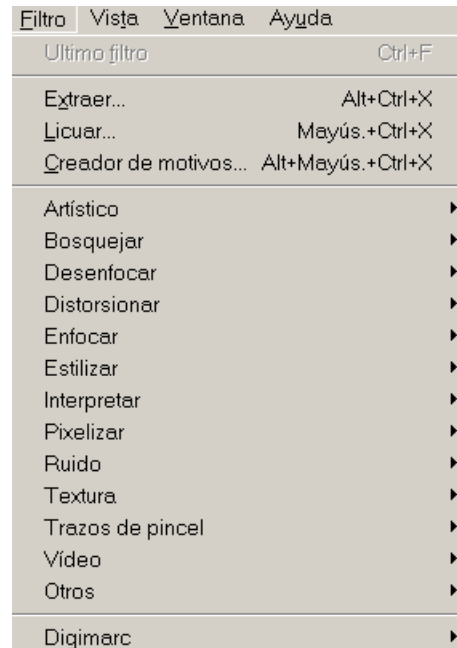 Filtro Vista Ventana Ayuda
Ultimo filtro Ctrl+F
Extraer... Alt+Ctrl+X
Licuar... Mayús.+Ctrl+X
Creador de motivos... Alt+Mayús.+Ctrl+X
Artístico
Bosquejar
Desenfocar
Distorsionar
Enfocar
Estilizar
Interpretar
Pixelizar
Ruido
Textura
Trazos de pincel
Vídeo
Otros
Digimarc